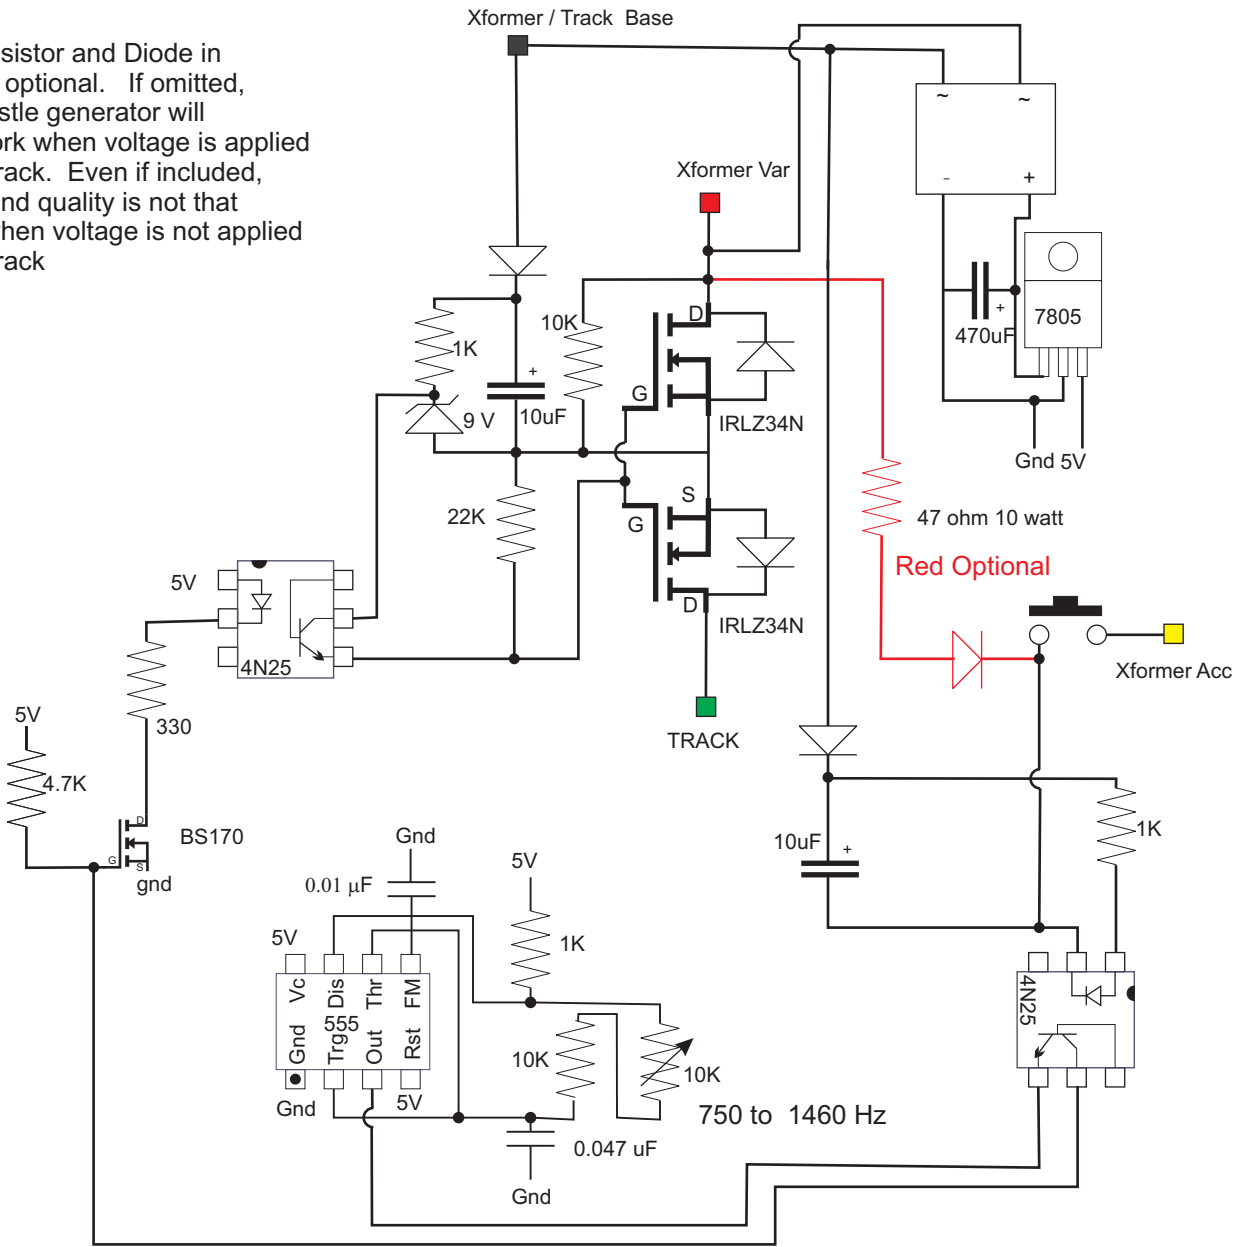 Xformer / Track Base
sistor and Diode in
optional. If omitted,
stle generator will
ork when voltage is applied
rack. Even if included,
nd quality is not that
when voltage is not applied
rack
~ ~
- +
Xformer Var
7805
470uF
+
Gnd 5V
10K
1K
D
G
+
10uF
9 V
IRLZ34N
S
G
22K
D
IRLZ34N
47 ohm 10 watt
Red Optional
5V
4N25
Xformer Acc
TRACK
330
5V
4.7K
D
G
S
BS170
gnd
10uF
+
1K
Gnd
0.01 µF
5V
1K
5V
Vc Dis Thr FM
555
Gnd Trg Out Rst
Gnd
5V
10K
10K
750 to 1460 Hz
0.047 uF
Gnd
4N25